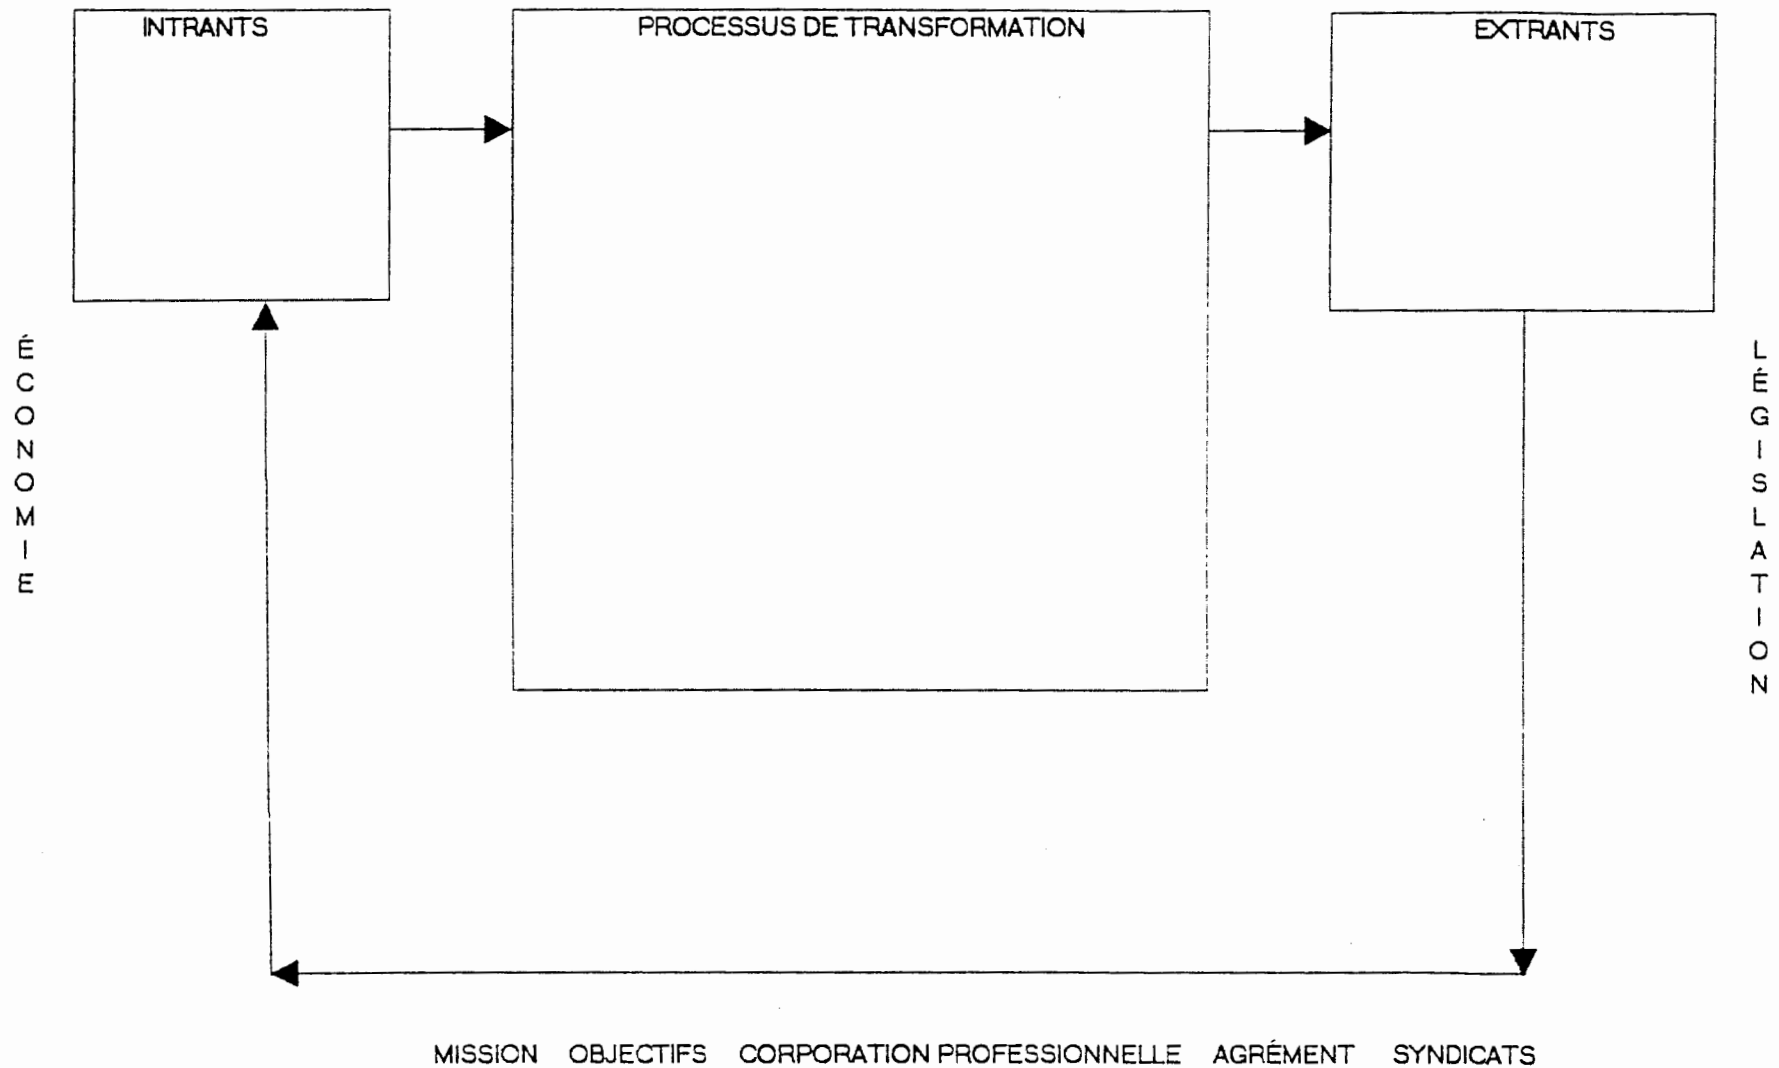 INTRANTS
PROCESSUS DE TRANSFORMATION
EXTRANTS
ÉCONOMIE
LÉGISLATION
MISSION OBJECTIFS CORPORATION PROFESSIONNELLE AGRÉMENT SYNDICATS